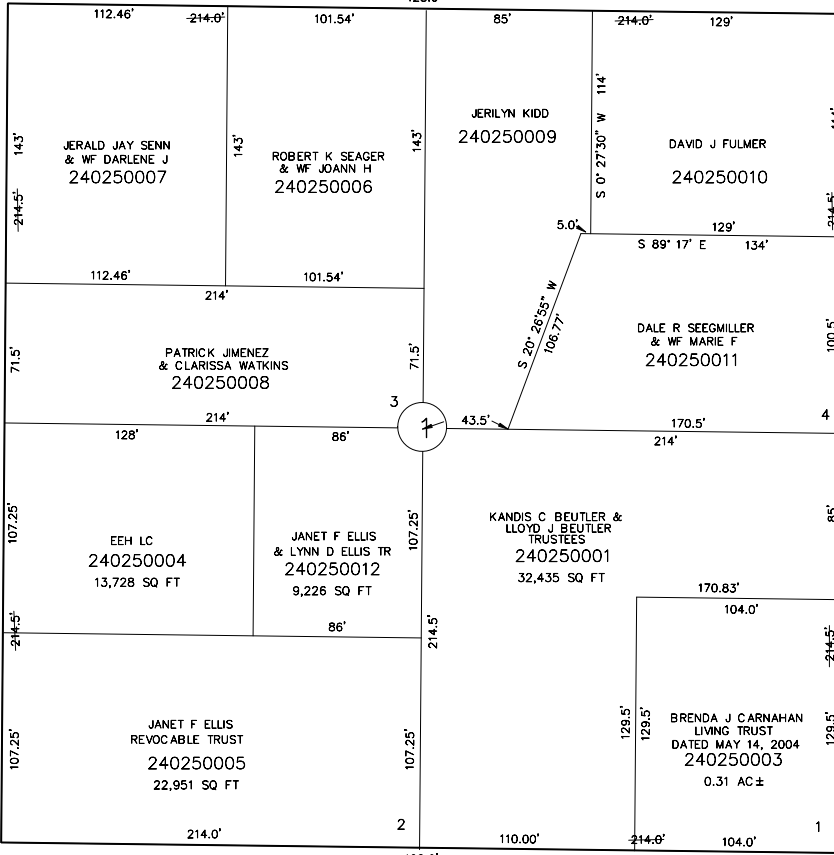 112.46'
214.0'
101.54'
85'
214.0'
129'
143'
214.5'
JERALD JAY SENN
& WF DARLENE J
240250007
143'
ROBERT K SEAGER
& WF JOANN H
240250006
143'
JERILYN KIDD
240250009
S 0° 27'30" W 114'
DAVID J FULMER
240250010
214.5'
5.0'
129'
S 89° 17' E 134'
112.46'
101.54'
214'
S 20° 26'55" W
106.77'
DALE R SEEGMILLER
& WF MARIE F
240250011
100.5'
71.5'
PATRICK JIMENEZ
& CLARISSA WATKINS
240250008
71.5'
3
4
214'
1
43.5'
170.5'
128'
86'
214'
107.25'
EEH LC
240250004
13,728 SQ FT
JANET F ELLIS
& LYNN D ELLIS TR
240250012
9,226 SQ FT
107.25'
KANDIS C BEUTLER &
LLOYD J BEUTLER
TRUSTEES
240250001
32,435 SQ FT
85'
170.83'
104.0'
214.5'
86'
214.5'
214.5'
107.25'
JANET F ELLIS
REVOCABLE TRUST
240250005
22,951 SQ FT
107.25'
129.5'
129.5'
BRENDA J CARNAHAN
LIVING TRUST
DATED MAY 14, 2004
240250003
0.31 AC±
129.5'
214.0'
2
110.00'
214.0'
104.0'
1